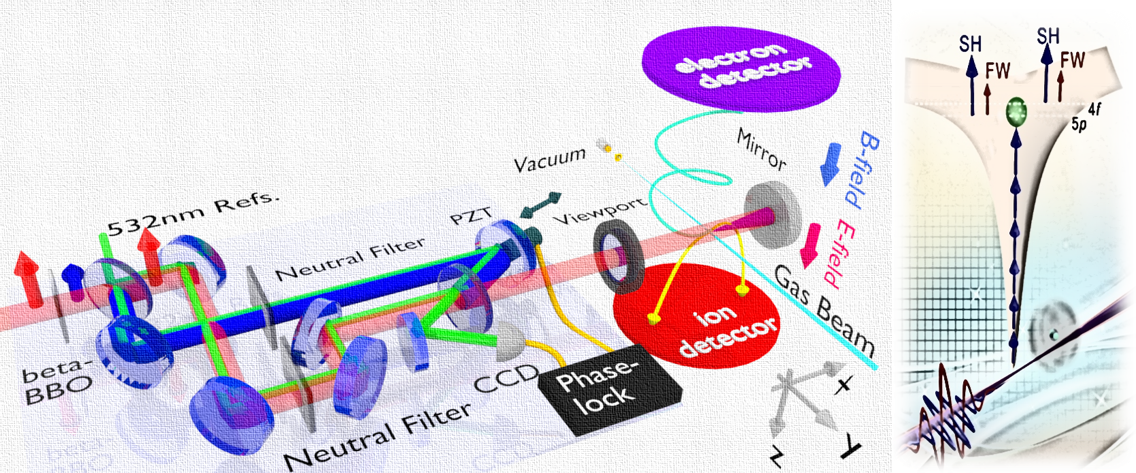 electron
detector
Mirror
B-field
E-field
Vacuum
Viewport
532nm Refs.
PZT
Neutral Filter
Gas Beam
ion
detector
beta-
BBO
CCD
Phase-
lock
Neutral Filter
X
Y
Z
SH
FW
SH
FW
4f
5p